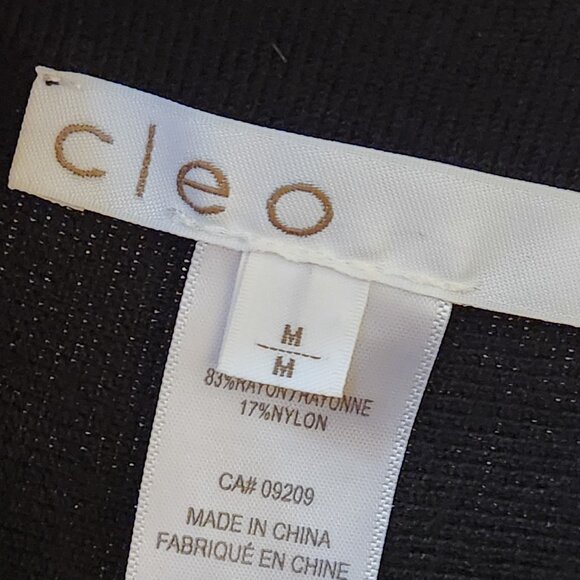 cleo
M
M
83%RAYON/RAYONNE
17%NYLON
CA# 09209
MADE IN CHINA
FABRIQUÉ EN CHINE